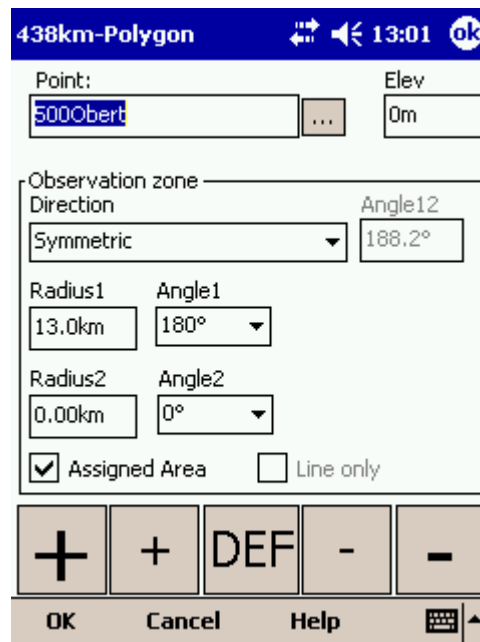 438km-Polygon 13:01 ok
Point: Elev
500Obert ... 0m
Observation zone
Direction Angle12
Symmetric 188.2°
Radius1 Angle1
13.0km 180°
Radius2 Angle2
0.00km 0°
Assigned Area Line only
+ + DEF - -
OK Cancel Help